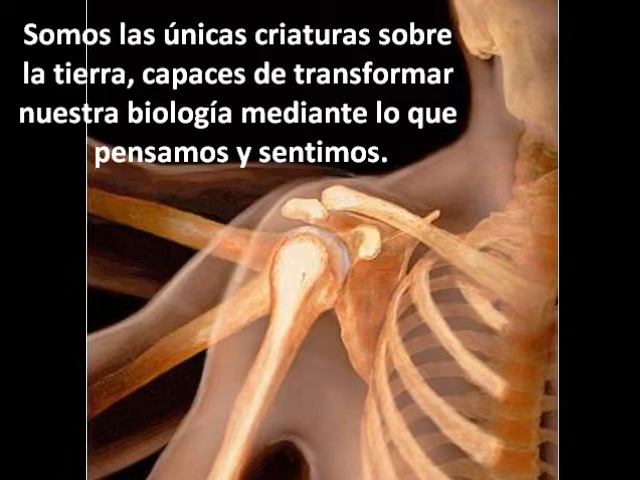 Somos las únicas criaturas sobre
la tierra, capaces de transformar
nuestra biología mediante lo que
pensamos y sentimos.